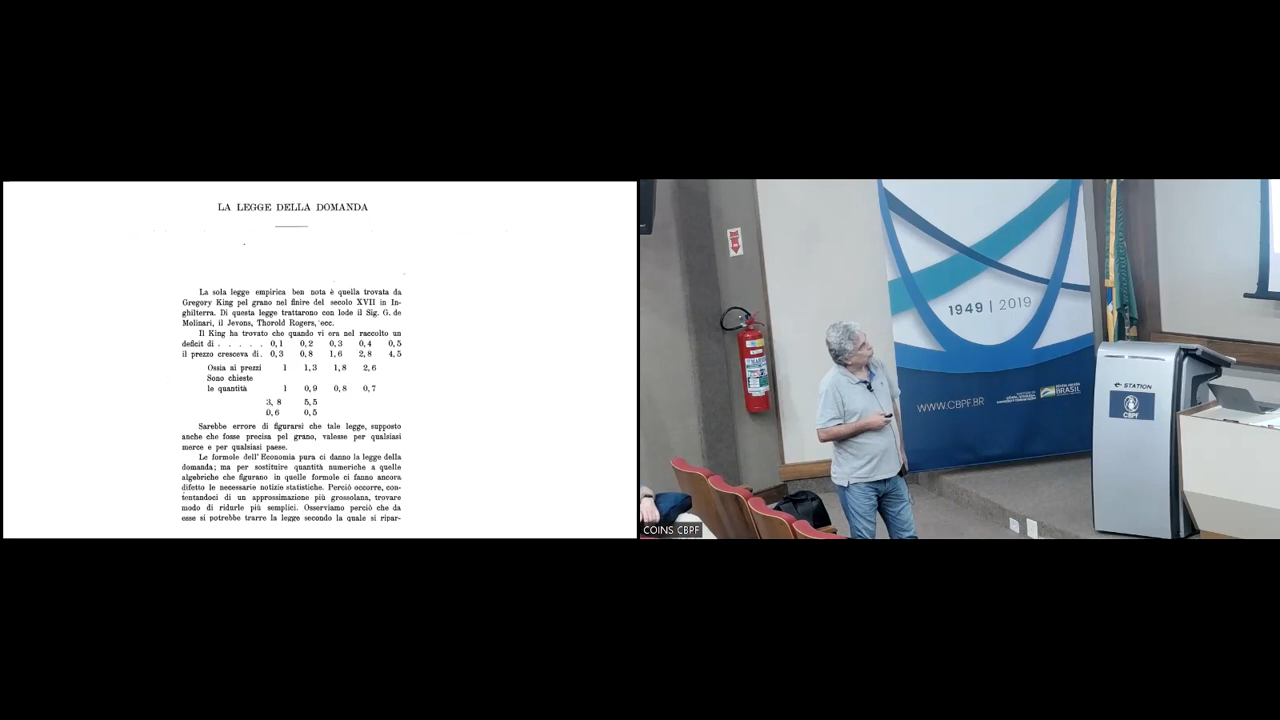 LA LEGGE DELLA DOMANDA
La sola legge empirica ben nota è quella trovata da
Gregory King pel grano nel finire del secolo XVII in In-
ghilterra. Di questa legge trattarono con lode il Sig. G. de
Molinari, il Jevons, Thorold Rogers, ecc.
Il King ha trovato che quando vi era nel raccolto un
deficit di . . . . . 0,1 0,2 0,3 0,4 0,5
il prezzo cresceva di. 0,3 0,8 1,6 2,8 4,5
Ossia ai prezzi 1 1,3 1,8 2,6
Sono chieste
le quantità 1 0,9 0,8 0,7
3,8 5,5
0,6 0,5
Sarebbe errore di figurarsi che tale legge, supposto
anche che fosse precisa pel grano, valesse per qualsiasi
merce e per qualsiasi paese.
Le formole dell'Economia pura ci danno la legge della
domanda; ma per sostituire quantità numeriche a quelle
algebriche che figurano in quelle formole ci fanno ancora
difetto le necessarie notizie statistiche. Perciò occorre, con-
tentandoci di un approssimazione più grossolana, trovare
modo di ridurle più semplici. Osserviamo perciò che da
esse si potrebbe trarre la legge secondo la quale si ripar-
1949 | 2019
WWW.CBPF.BR
BRASIL
e-STATION
CBPF
COINS CBPF